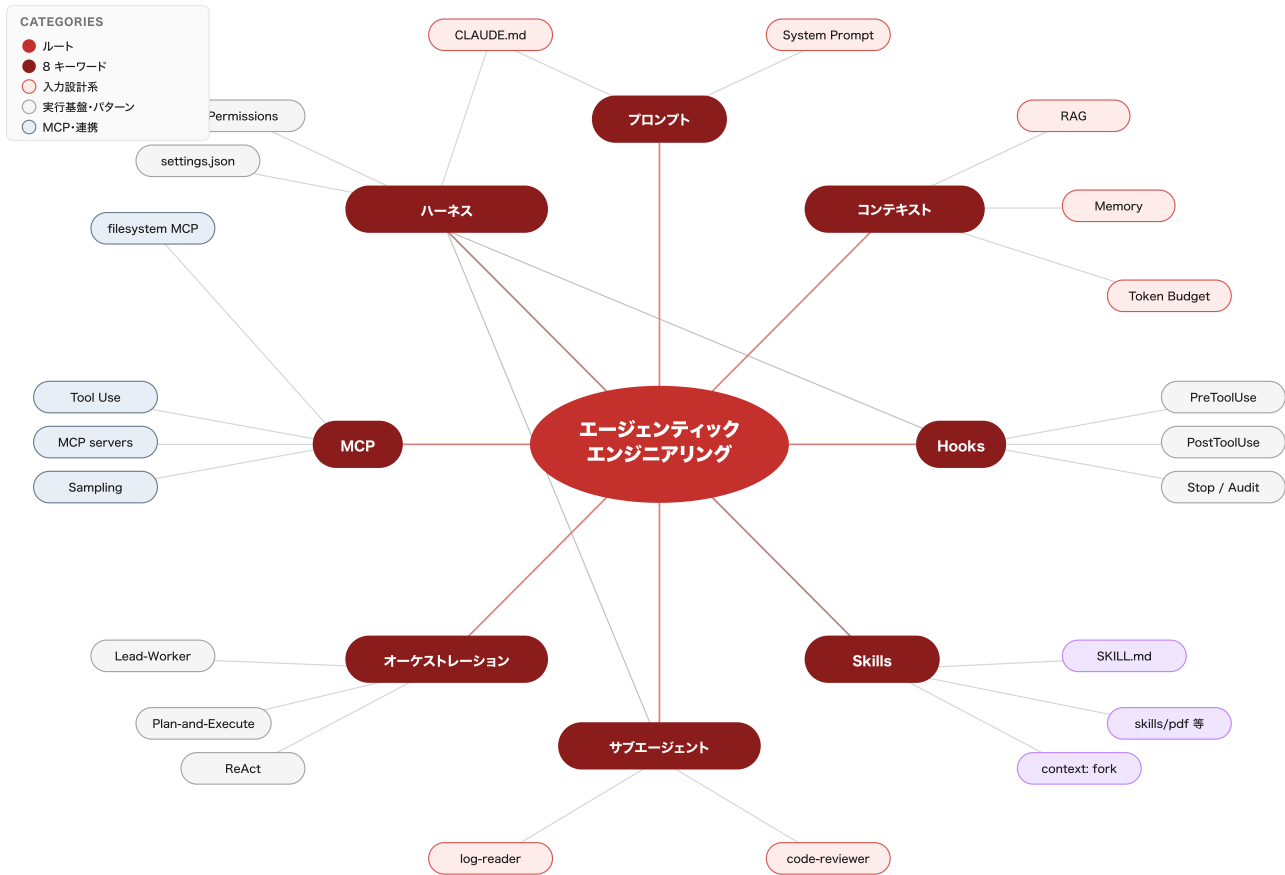 CATEGORIES
ルート
8 キーワード
入力設計系
実行基盤・パターン
MCP・連携
CLAUDE.md
System Prompt
Permissions
プロンプト
RAG
settings.json
ハーネス
コンテキスト
Memory
filesystem MCP
Token Budget
Tool Use
MCP servers
Sampling
MCP
エージェンティック
エンジニアリング
Hooks
PreToolUse
PostToolUse
Stop / Audit
Lead-Worker
オーケストレーション
Skills
SKILL.md
Plan-and-Execute
skills/pdf 等
ReAct
サブエージェント
context: fork
log-reader
code-reviewer